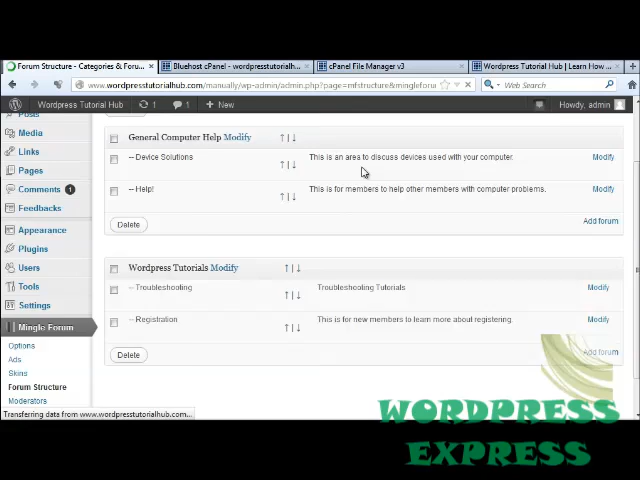 Forum Structure - Categories & Foru...
Bluehost cPanel - wordpresstutorialh...
cPanel File Manager v3
Wordpress Tutorial Hub | Learn How ...
www.wordpresstutorialhub.com/manually/wp-admin/admin.php?page=mfstructure&mingleforu
Search
Wordpress Tutorial Hub
1
1
+ New
Howdy, admin
Posts
Media
Links
Pages
Comments 1
Feedbacks
Appearance
Plugins
Users
Tools
Settings
Mingle Forum
Options
Ads
Skins
Forum Structure
Moderators
General Computer Help Modify ↑ | ↓
-- Device Solutions ↑ | ↓ This is an area to discuss devices used with your computer. Modify
-- Help! ↑ | ↓ This is for members to help other members with computer problems. Modify
Delete Add forum
Wordpress Tutorials Modify ↑ | ↓
-- Troubleshooting ↑ | ↓ Troubleshooting Tutorials Modify
-- Registration ↑ | ↓ This is for new members to learn more about registering. Modify
Delete Add forum
Transferring data from www.wordpresstutorialhub.com...
WORDPRESS
EXPRESS